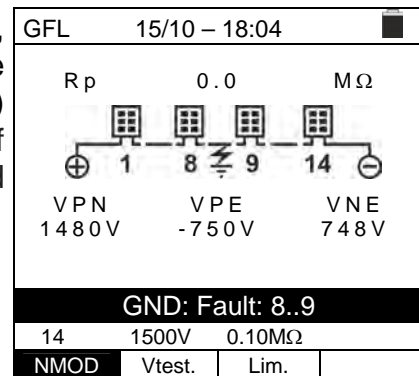 GFL 15/10 – 18:04
Rp 0.0 MΩ
1 8 9 14
VPN VPE VNE
1480V -750V 748V
GND: Fault: 8..9
14 1500V 0.10MΩ
NMOD Vtest. Lim.